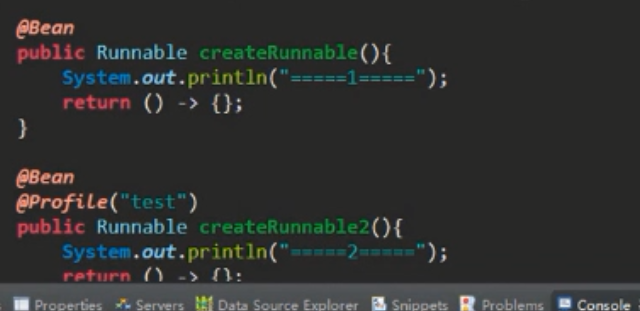 @Bean
public Runnable createRunnable(){
System.out.println("=====1=====");
return () -> {};
}
@Bean
@Profile("test")
public Runnable createRunnable2(){
System.out.println("=====2=====");
return () -> {};
Properties Servers Data Source Explorer Snippets Problems Console